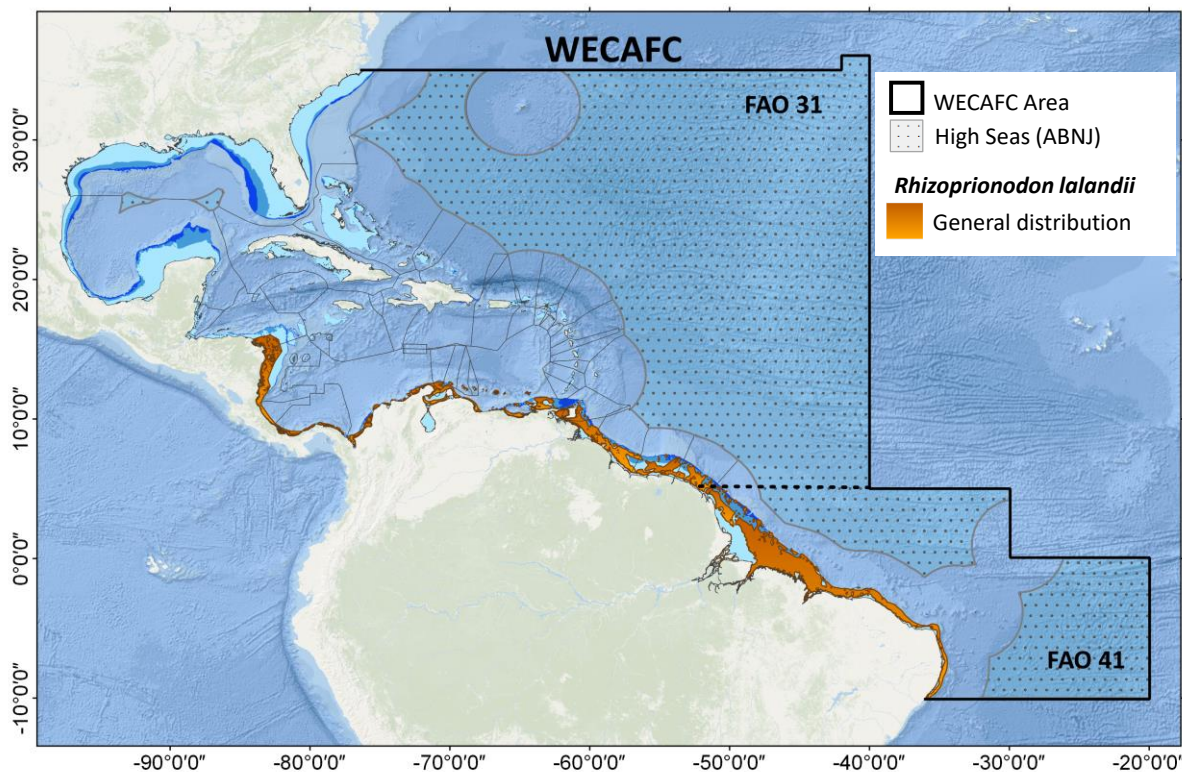 WECAFC
FAO 31
WECAFC Area
High Seas (ABNJ)
Rhizoprionodon lalandii
General distribution
FAO 41
30°0'0"
20°0'0"
10°0'0"
0°0'0"
-10°0'0"
-90°0'0"
-80°0'0"
-70°0'0"
-60°0'0"
-50°0'0"
-40°0'0"
-30°0'0"
-20°0'0"